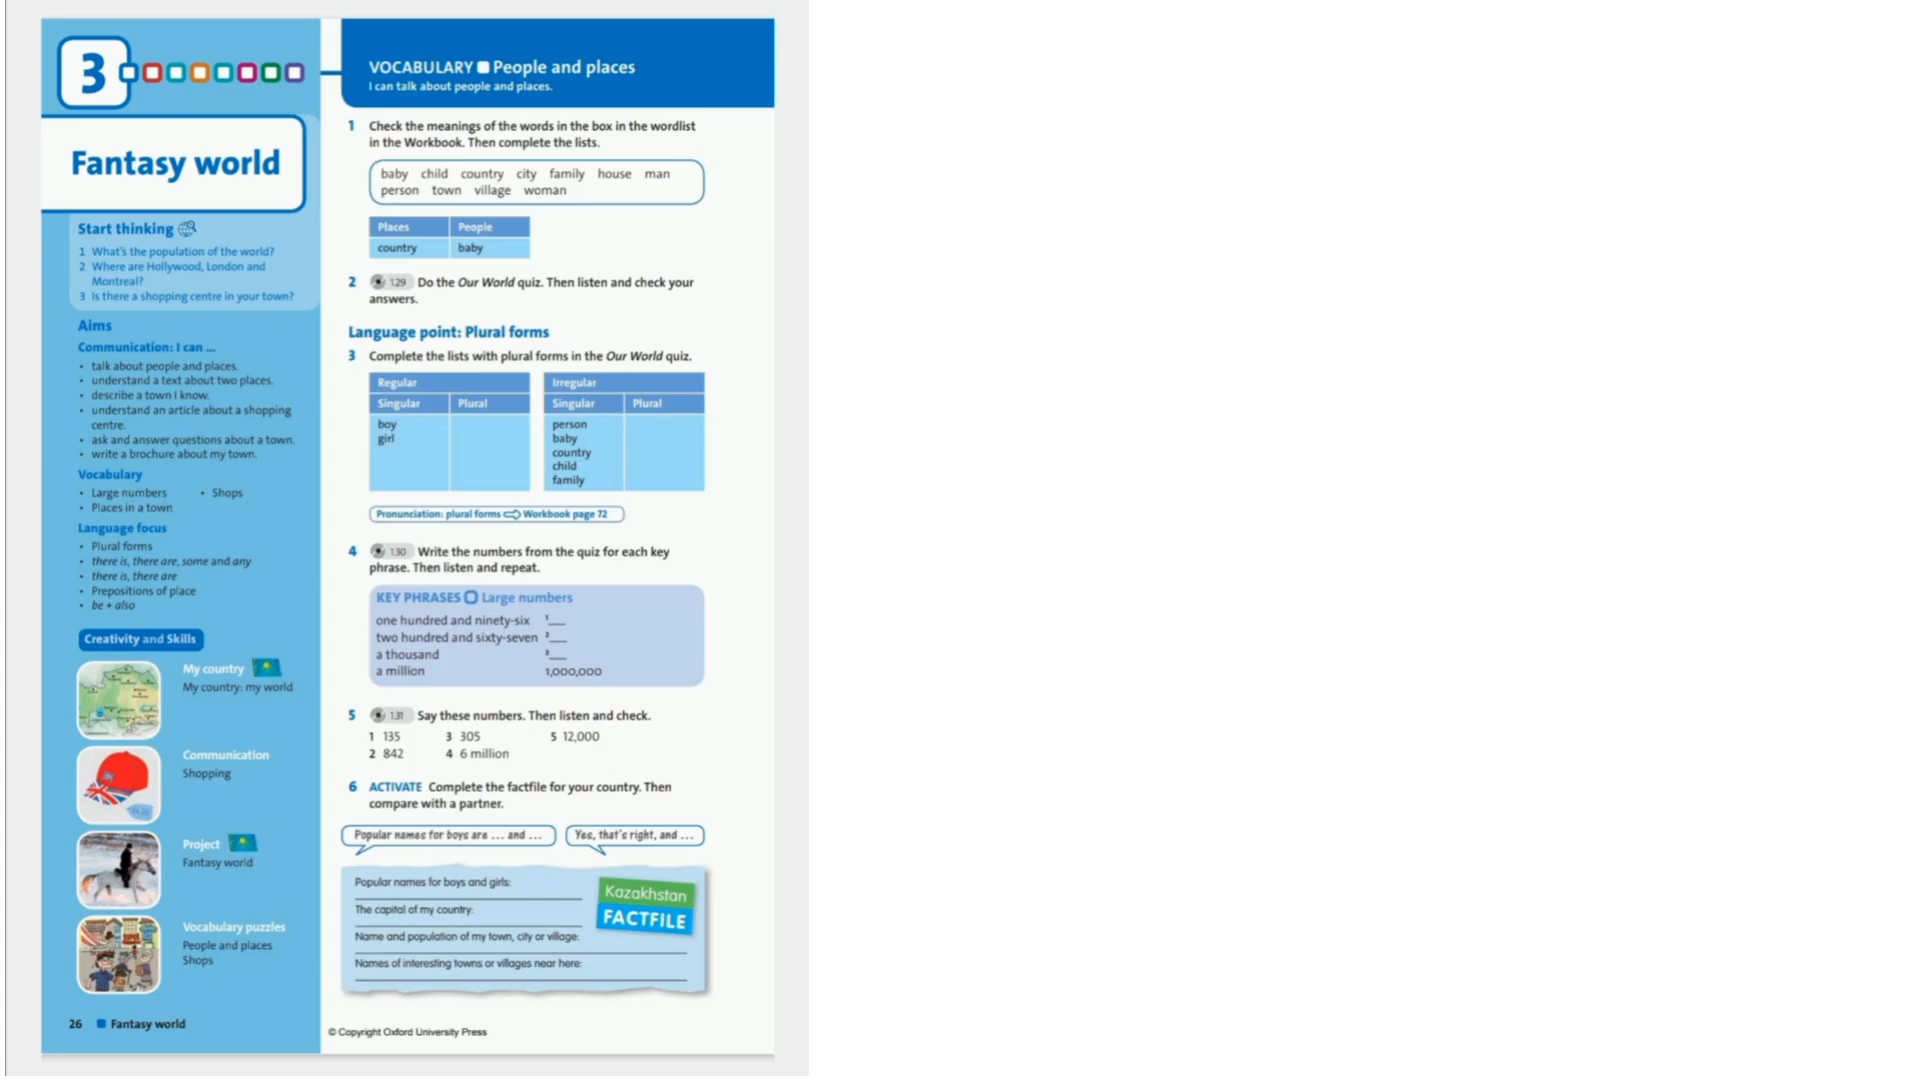 3
Fantasy world
Start thinking
1 What's the population of the world?
2 Where are Hollywood, London and
Montreal?
3 Is there a shopping centre in your town?
Aims
Communication: I can ...
• talk about people and places.
• understand a text about two places.
• describe a town I know.
• understand an article about a shopping
centre.
• ask and answer questions about a town.
• write a brochure about my town.
Vocabulary
• Large numbers • Shops
• Places in a town
Language focus
• Plural forms
• there is, there are, some and any
• there is, there are
• Prepositions of place
• be + also
Creativity and Skills
My country
My country: my world
Communication
Shopping
Project
Fantasy world
Vocabulary puzzles
People and places
Shops
26 Fantasy world
VOCABULARY People and places
I can talk about people and places.
1 Check the meanings of the words in the box in the wordlist
in the Workbook. Then complete the lists.
baby child country city family house man
person town village woman
Places People
country baby
2 1.29 Do the Our World quiz. Then listen and check your
answers.
Language point: Plural forms
3 Complete the lists with plural forms in the Our World quiz.
Regular
Singular Plural
boy
girl
Irregular
Singular Plural
person
baby
country
child
family
Pronunciation: plural forms Workbook page 72
4 1.30 Write the numbers from the quiz for each key
phrase. Then listen and repeat.
KEY PHRASES Large numbers
one hundred and ninety-six 1___
two hundred and sixty-seven 2___
a thousand 3___
a million 1,000,000
5 1.31 Say these numbers. Then listen and check.
1 135 3 305 5 12,000
2 842 4 6 million
6 ACTIVATE Complete the factfile for your country. Then
compare with a partner.
Popular names for boys are ... and ...
Yes, that's right, and ...
Popular names for boys and girls:
The capital of my country:
Name and population of my town, city or village:
Names of interesting towns or villages near here:
Kazakhstan
FACTFILE
© Copyright Oxford University Press